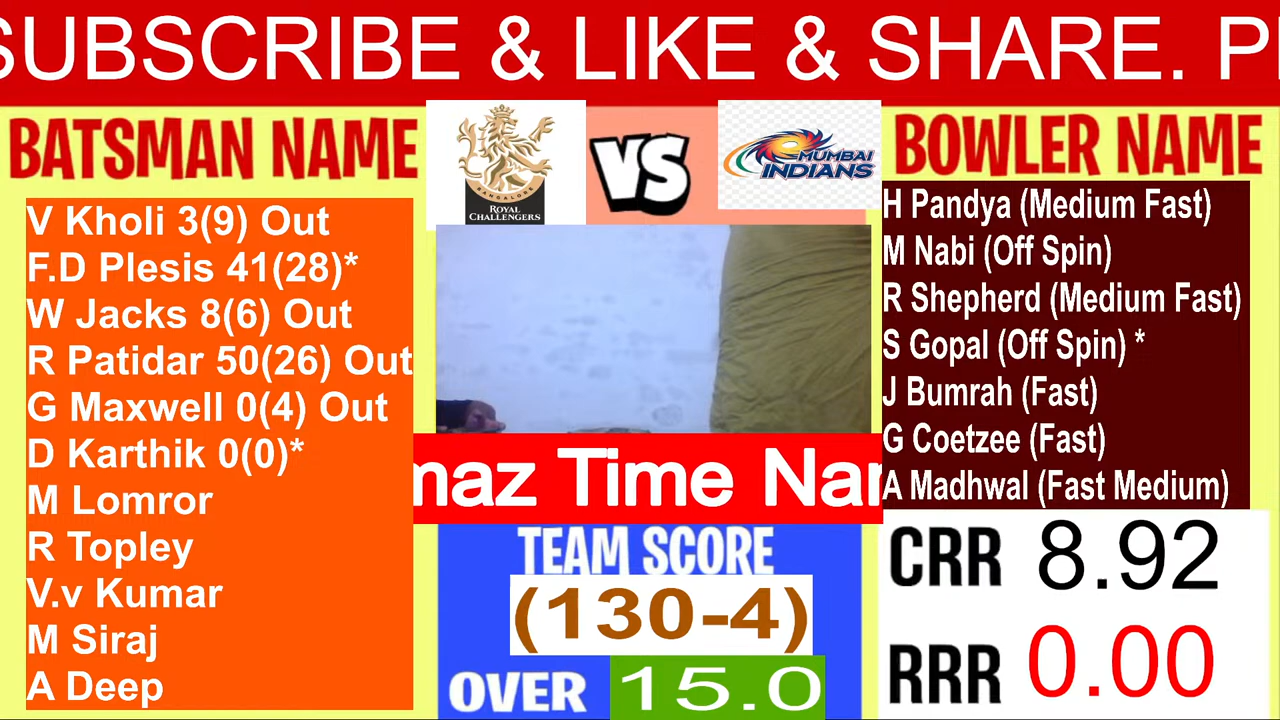 SUBSCRIBE & LIKE & SHARE. P
BATSMAN NAME
V Kholi 3(9) Out
F.D Plesis 41(28)*
W Jacks 8(6) Out
R Patidar 50(26) Out
G Maxwell 0(4) Out
D Karthik 0(0)*
M Lomror
R Topley
V.v Kumar
M Siraj
A Deep
BANGALORE
ROYAL
CHALLENGERS
VS
MUMBAI
INDIANS
maz Time Na
TEAM SCORE
(130-4)
OVER 15.0
BOWLER NAME
H Pandya (Medium Fast)
M Nabi (Off Spin)
R Shepherd (Medium Fast)
S Gopal (Off Spin) *
J Bumrah (Fast)
G Coetzee (Fast)
A Madhwal (Fast Medium)
CRR 8.92
RRR 0.00